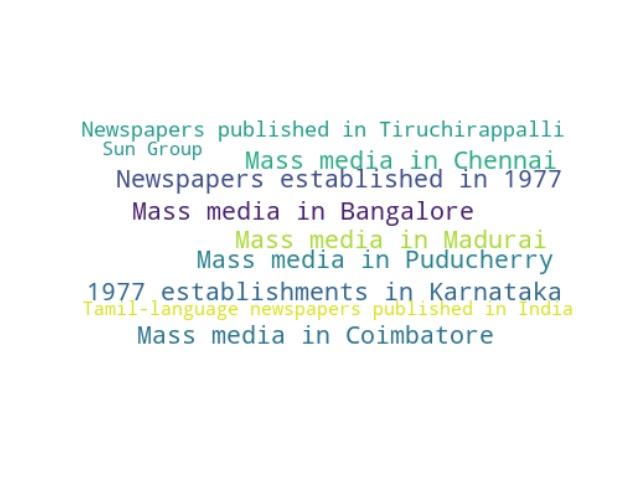 Newspapers published in Tiruchirappalli
Sun Group
Mass media in Chennai
Newspapers established in 1977
Mass media in Bangalore
Mass media in Madurai
Mass media in Puducherry
1977 establishments in Karnataka
Tamil-language newspapers published in India
Mass media in Coimbatore